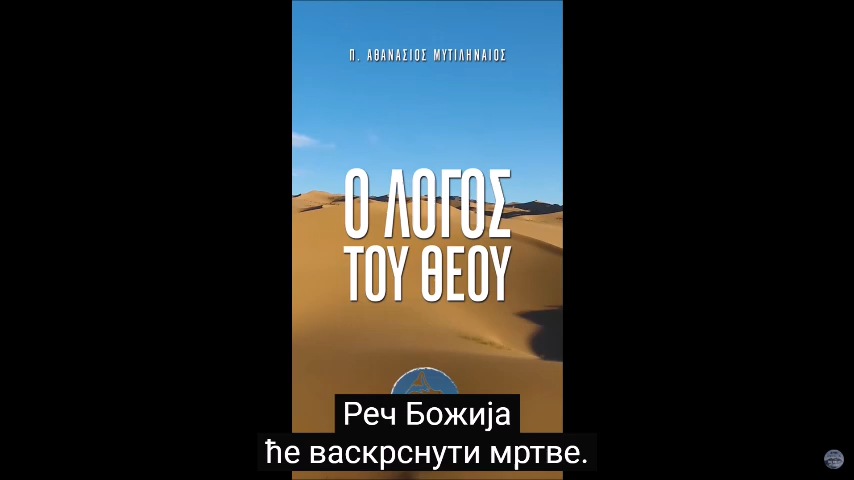 Π. ΑΘΑΝΑΣΙΟΣ ΜΥΤΙΛΗΝΑΙΟΣ
Ο ΛΟΓΟΣ
ΤΟΥ ΘΕΟΥ
Реч Божија
ће васкрснути мртве.